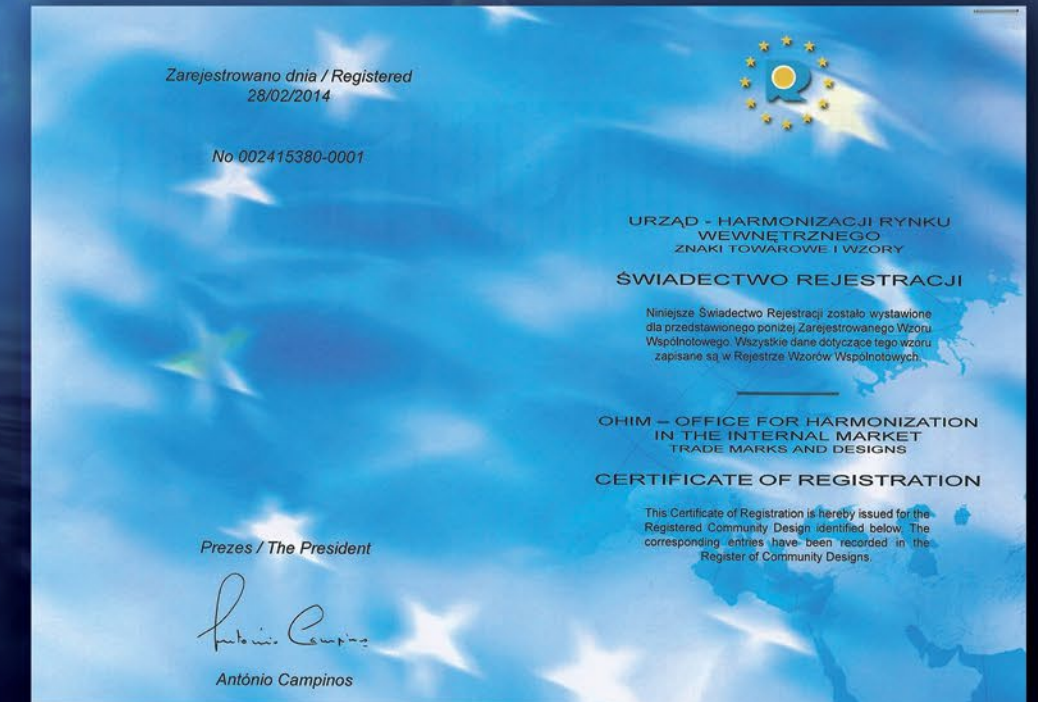 Zarejestrowano dnia / Registered
28/02/2014
No 002415380-0001
Prezes / The President
António Campinos
António Campinos
URZĄD - HARMONIZACJI RYNKU
WEWNĘTRZNEGO
ZNAKI TOWAROWE I WZORY
ŚWIADECTWO REJESTRACJI
Niniejsze Świadectwo Rejestracji zostało wystawione
dla przedstawionego poniżej Zarejestrowanego Wzoru
Wspólnotowego. Wszystkie dane dotyczące tego wzoru
zapisane są w Rejestrze Wzorów Wspólnotowych.
OHIM – OFFICE FOR HARMONIZATION
IN THE INTERNAL MARKET
TRADE MARKS AND DESIGNS
CERTIFICATE OF REGISTRATION
This Certificate of Registration is hereby issued for the
Registered Community Design identified below. The
corresponding entries have been recorded in the
Register of Community Designs.